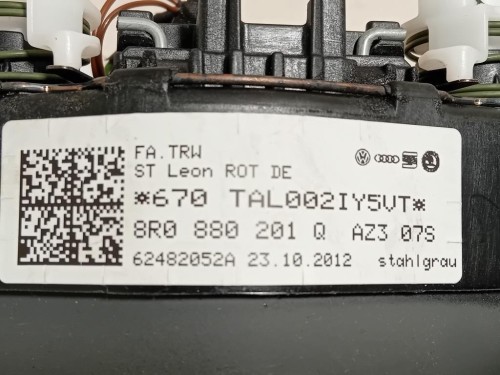 FA.TRW
ST Leon ROT DE
*670 TAL002IY5VT*
8R0 880 201 Q AZ3 07S
62482052A 23.10.2012 stahlgrau